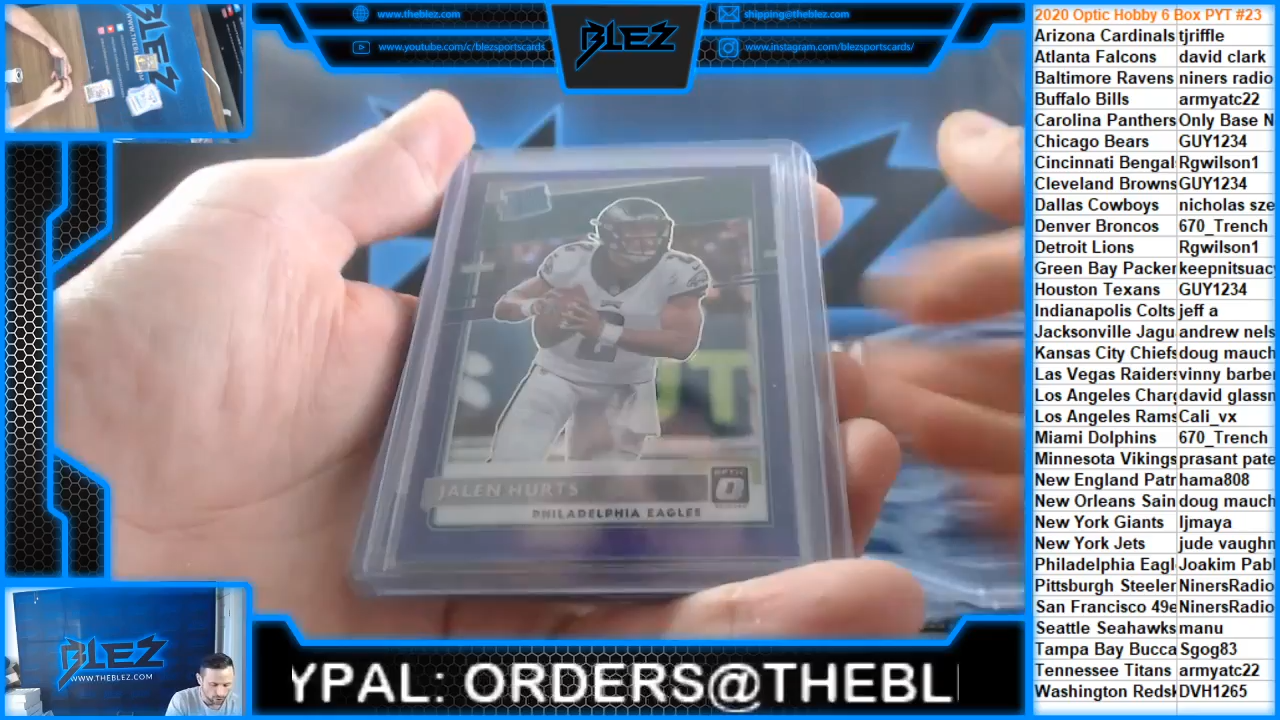 www.theblez.com
shipping@theblez.com
www.youtube.com/c/blezsportscards
www.instagram.com/blezsportscards/
BLEZ
JALEN HURTS
PHILADELPHIA EAGLES
OPTIC
2
BLEZ
WWW.THEBLEZ.COM
YPAL: ORDERS@THEBL
2020 Optic Hobby 6 Box PYT #23
Arizona Cardinals tjriffle
Atlanta Falcons david clark
Baltimore Ravens niners radio
Buffalo Bills armyatc22
Carolina Panthers Only Base N
Chicago Bears GUY1234
Cincinnati Bengal Rgwilson1
Cleveland Browns GUY1234
Dallas Cowboys nicholas sze
Denver Broncos 670_Trench
Detroit Lions Rgwilson1
Green Bay Packer keepnitsuac
Houston Texans GUY1234
Indianapolis Colts jeff a
Jacksonville Jagu andrew nels
Kansas City Chiefs doug mauch
Las Vegas Raiders vinny barber
Los Angeles Charg david glassn
Los Angeles Rams Cali_vx
Miami Dolphins 670_Trench
Minnesota Vikings prasant pate
New England Patr hama808
New Orleans Sain doug mauch
New York Giants ljmaya
New York Jets jude vaughn
Philadelphia Eagl Joakim Pabl
Pittsburgh Steeler NinersRadio
San Francisco 49e NinersRadio
Seattle Seahawks manu
Tampa Bay Bucca Sgog83
Tennessee Titans armyatc22
Washington Redsk DVH1265